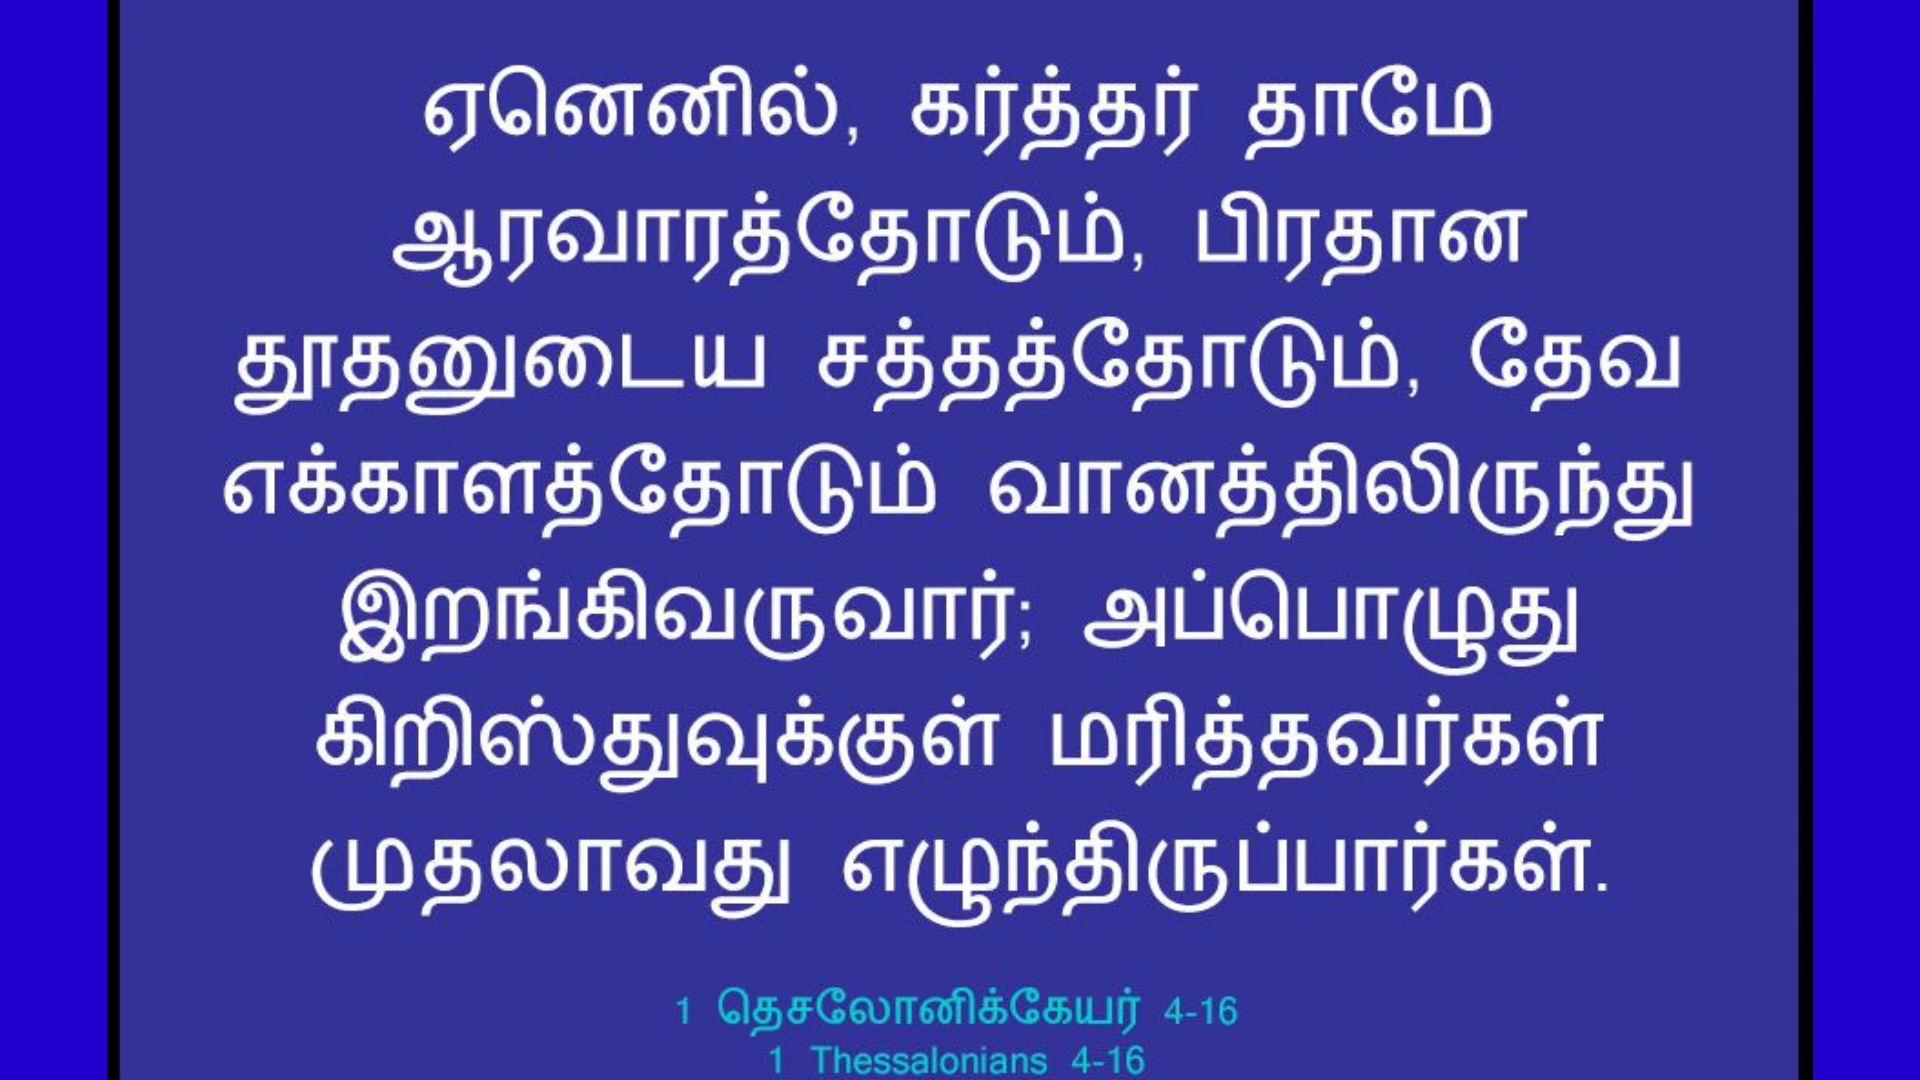 ஏனெனில், கர்த்தர் தாமே
ஆரவாரத்தோடும், பிரதான
தூதனுடைய சத்தத்தோடும், தேவ
எக்காளத்தோடும் வானத்திலிருந்து
இறங்கிவருவார்; அப்பொழுது
கிறிஸ்துவுக்குள் மரித்தவர்கள்
முதலாவது எழுந்திருப்பார்கள்.
1 தெசலோனிக்கேயர் 4-16
1 Thessalonians 4-16